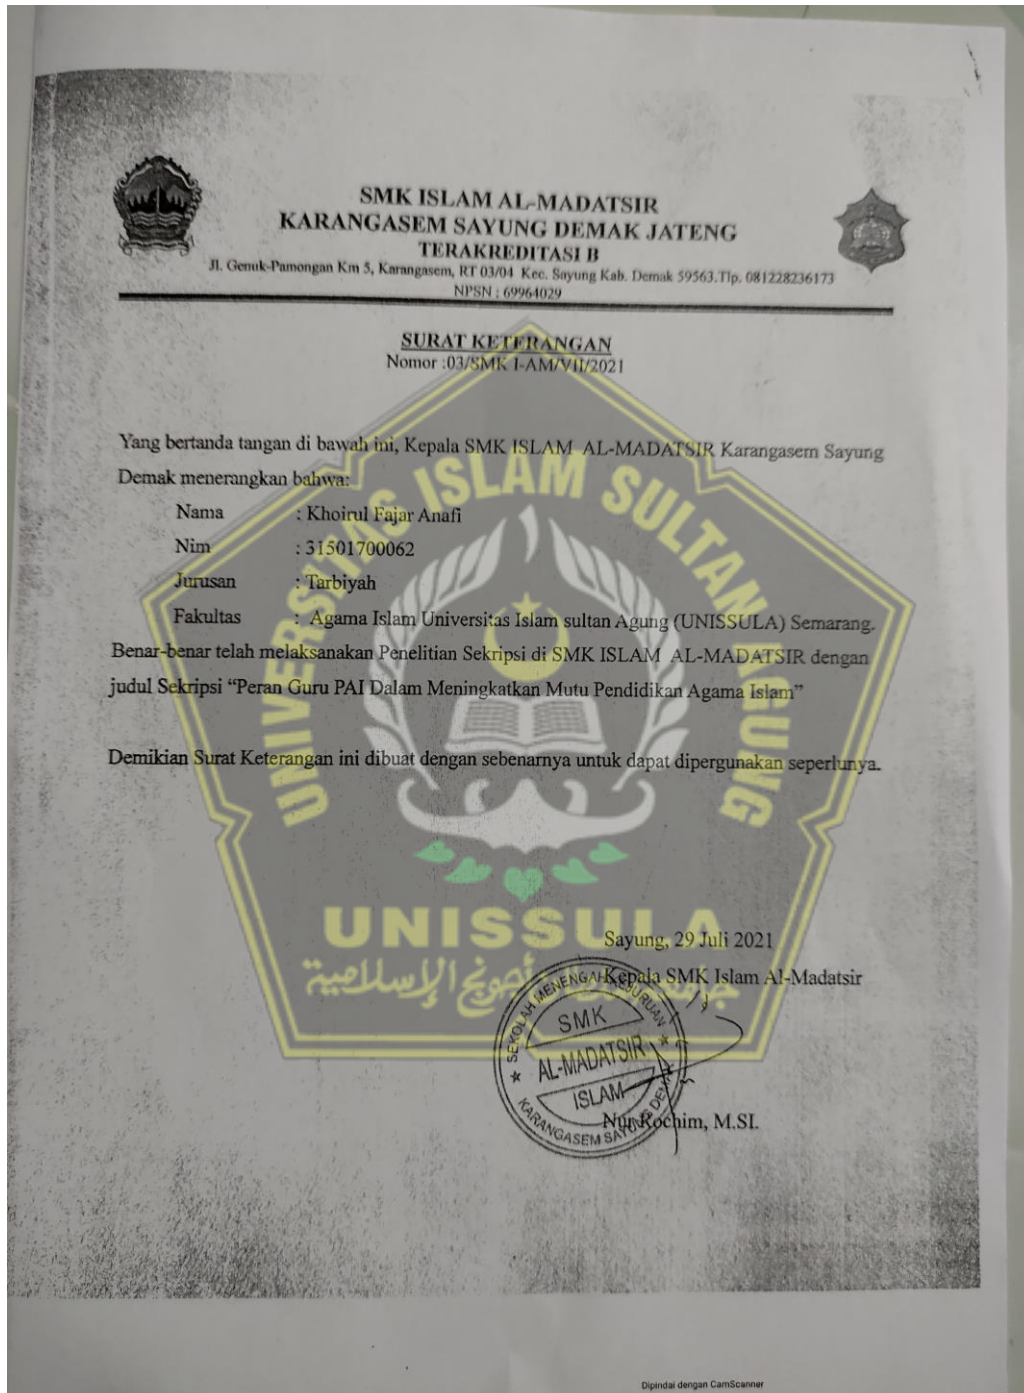 SMK ISLAM AL-MADATSIR
KARANGASEM SAYUNG DEMAK JATENG
TERAKREDITASI B
Jl. Genuk-Pamongan Km 5, Karangasem, RT 03/04 Kec. Sayung Kab. Demak 59563.Tlp. 081228236173
NPSN : 69964029
SURAT KETERANGAN
Nomor :03/SMK I-AM/VII/2021
Yang bertanda tangan di bawah ini, Kepala SMK ISLAM AL-MADATSIR Karangasem Sayung
Demak menerangkan bahwa:
Nama : Khoirul Fajar Anafi
Nim : 31501700062
Jurusan : Tarbiyah
Fakultas : Agama Islam Universitas Islam sultan Agung (UNISSULA) Semarang.
Benar-benar telah melaksanakan Penelitian Sekripsi di SMK ISLAM AL-MADATSIR dengan
judul Sekripsi “Peran Guru PAI Dalam Meningkatkan Mutu Pendidikan Agama Islam”
Demikian Surat Keterangan ini dibuat dengan sebenarnya untuk dapat dipergunakan seperlunya.
UNIVERSITAS ISLAM SULTAN AGUNG
UNISSULA
الإسلامية
Sayung, 29 Juli 2021
Kepala SMK Islam Al-Madatsir
SEKOLAH MENENGAH KEJURUAN
SMK
AL-MADATSIR
ISLAM
KARANGASEM SAYUNG DEMAK
Nur Rochim, M.SI.
Dipindai dengan CamScanner